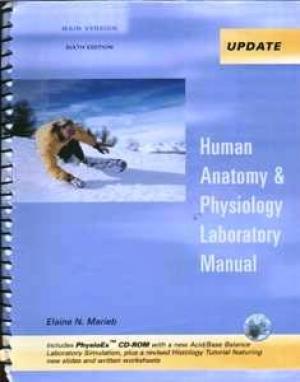 MAIN VERSION
SIXTH EDITION
UPDATE
Human
Anatomy &
Physiology
Laboratory
Manual
Elaine N. Marieb
Includes PhysioEx™ CD-ROM with a new Acid/Base Balance
Laboratory Simulation, plus a revised Histology Tutorial featuring
new slides and written worksheets